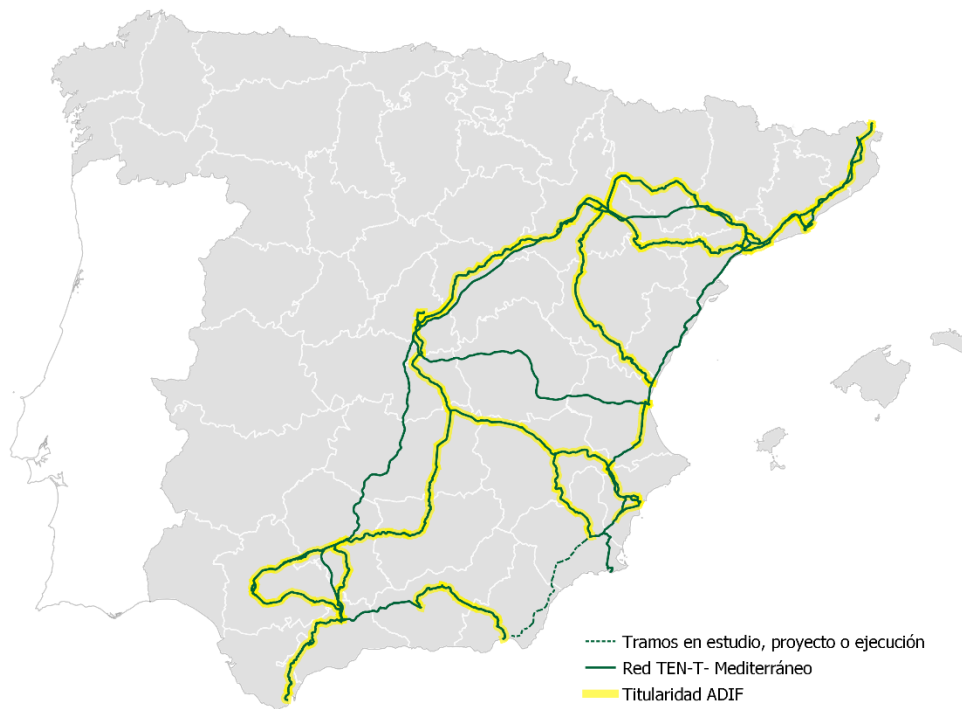 Tramos en estudio, proyecto o ejecución
Red TEN-T- Mediterráneo
Titularidad ADIF